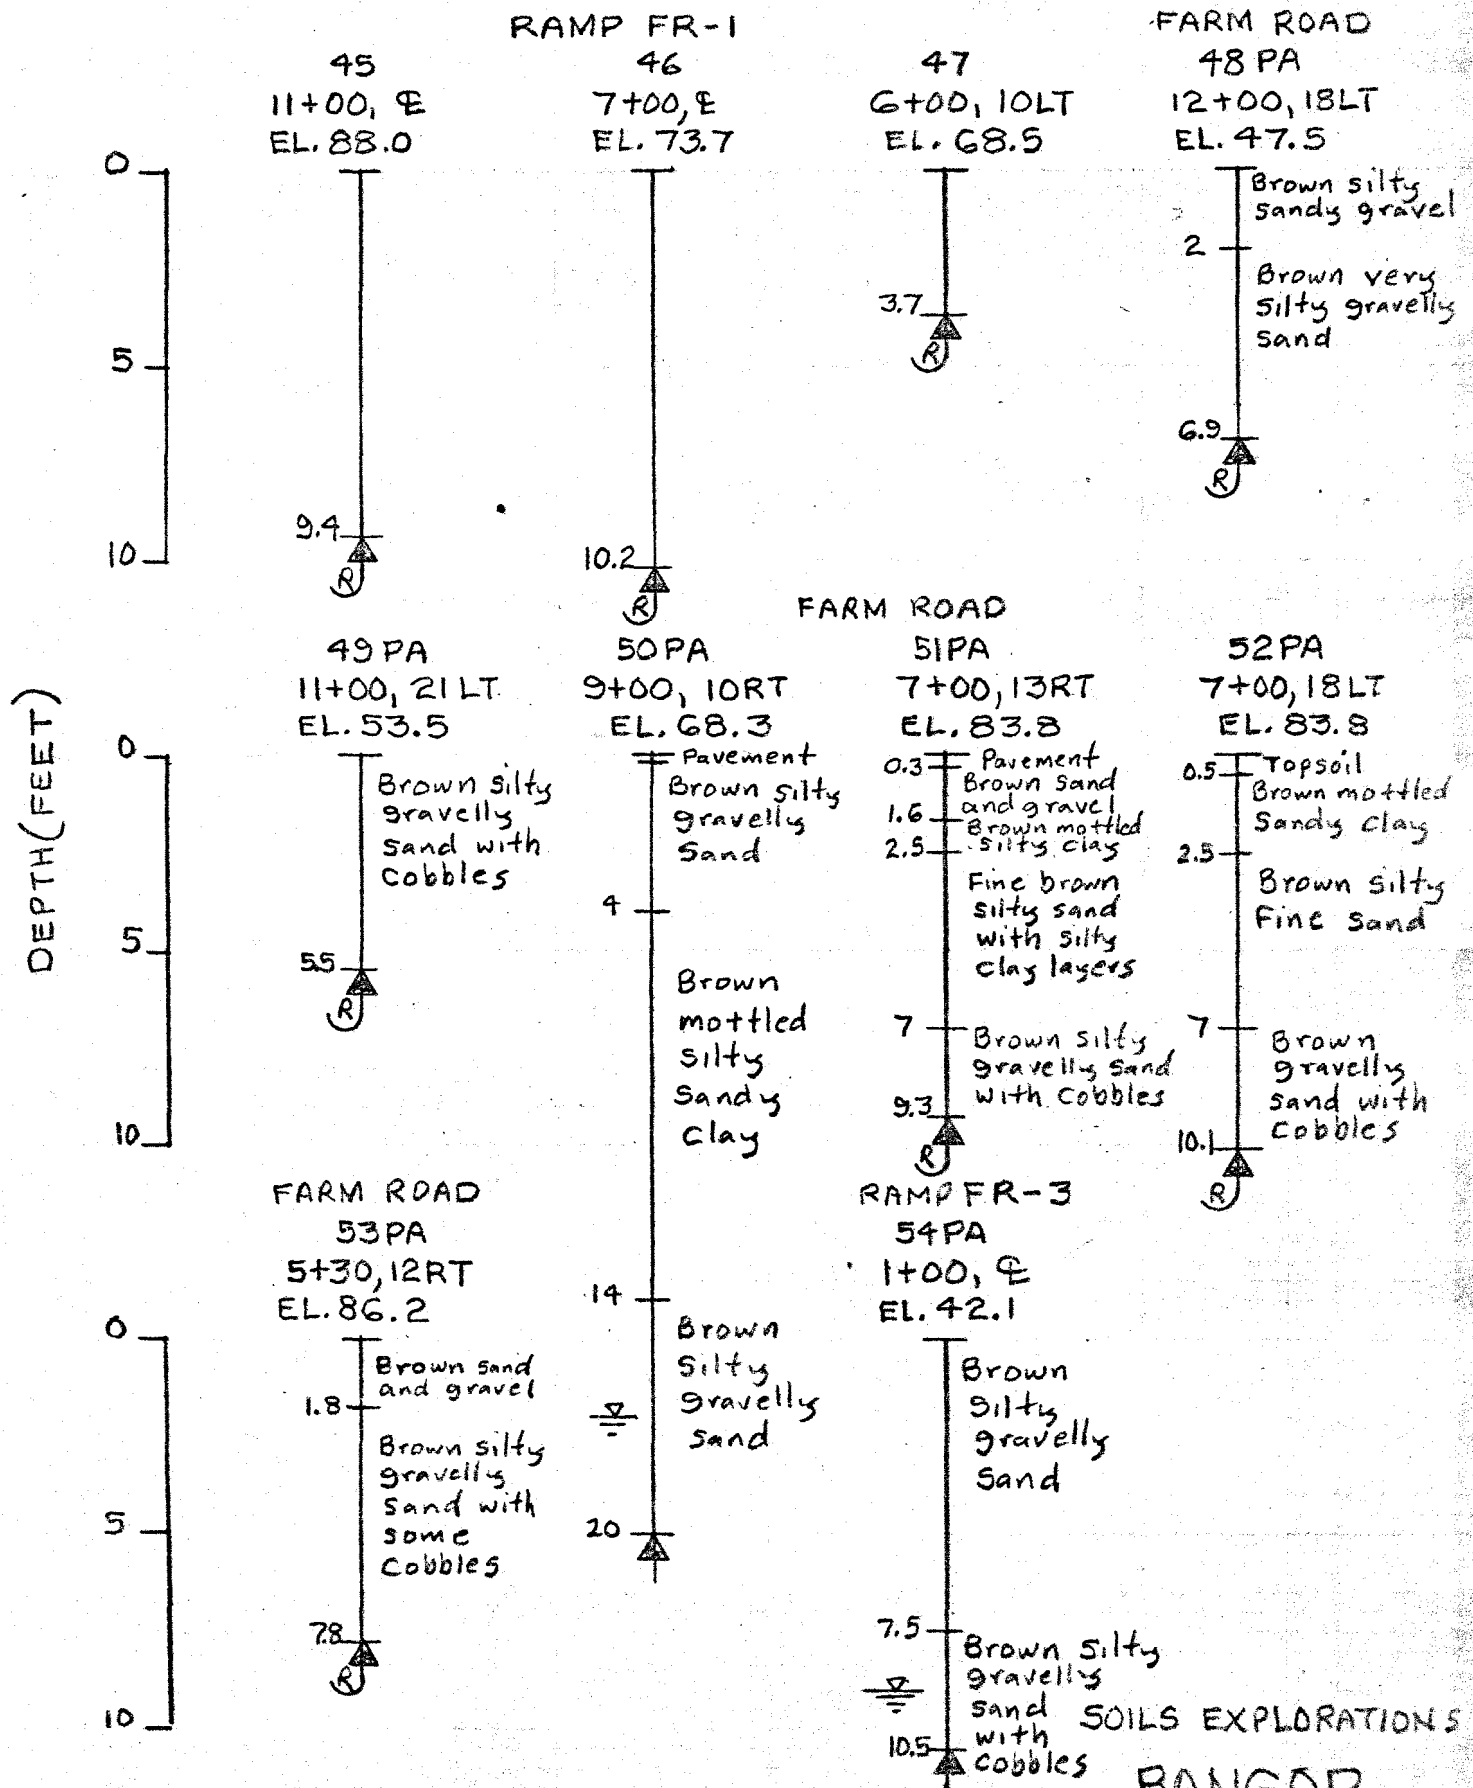 RAMP FR-1
FARM ROAD
45
11+00, ℄
EL. 88.0
46
7+00, ℄
EL. 73.7
47
6+00, 10LT
EL. 68.5
48 PA
12+00, 18LT
EL. 47.5
DEPTH (FEET)
0
5
10
9.4
R
10.2
R
3.7
R
Brown silty
sandy gravel
2
Brown very
silty gravelly
sand
6.9
R
FARM ROAD
49 PA
11+00, 21 LT
EL. 53.5
50 PA
9+00, 10RT
EL. 68.3
51PA
7+00, 13RT
EL. 83.8
52PA
7+00, 18LT
EL. 83.8
0
5
10
Brown silty
gravelly
sand with
cobbles
5.5
R
Pavement
Brown silty
gravelly
sand
4
Brown
mottled
silty
sandy
clay
14
Brown
silty
gravelly
sand
20
0.3
Pavement
Brown sand
and gravel
1.6
Brown mottled
silty clay
2.5
Fine brown
silty sand
with silty
clay layers
7
Brown silty
gravelly sand
with cobbles
9.3
R
0.5
Topsoil
Brown mottled
sandy clay
2.5
Brown silty
Fine sand
7
Brown
gravelly
sand with
cobbles
10.1
R
FARM ROAD
53PA
5+30, 12RT
EL. 86.2
0
5
10
Brown sand
and gravel
1.8
Brown silty
gravelly
sand with
some
cobbles
7.8
R
RAMP FR-3
54PA
1+00, ℄
EL. 42.1
Brown
silty
gravelly
sand
7.5
Brown silty
gravelly
sand
with
cobbles
10.5
SOILS EXPLORATIONS
BANGOR